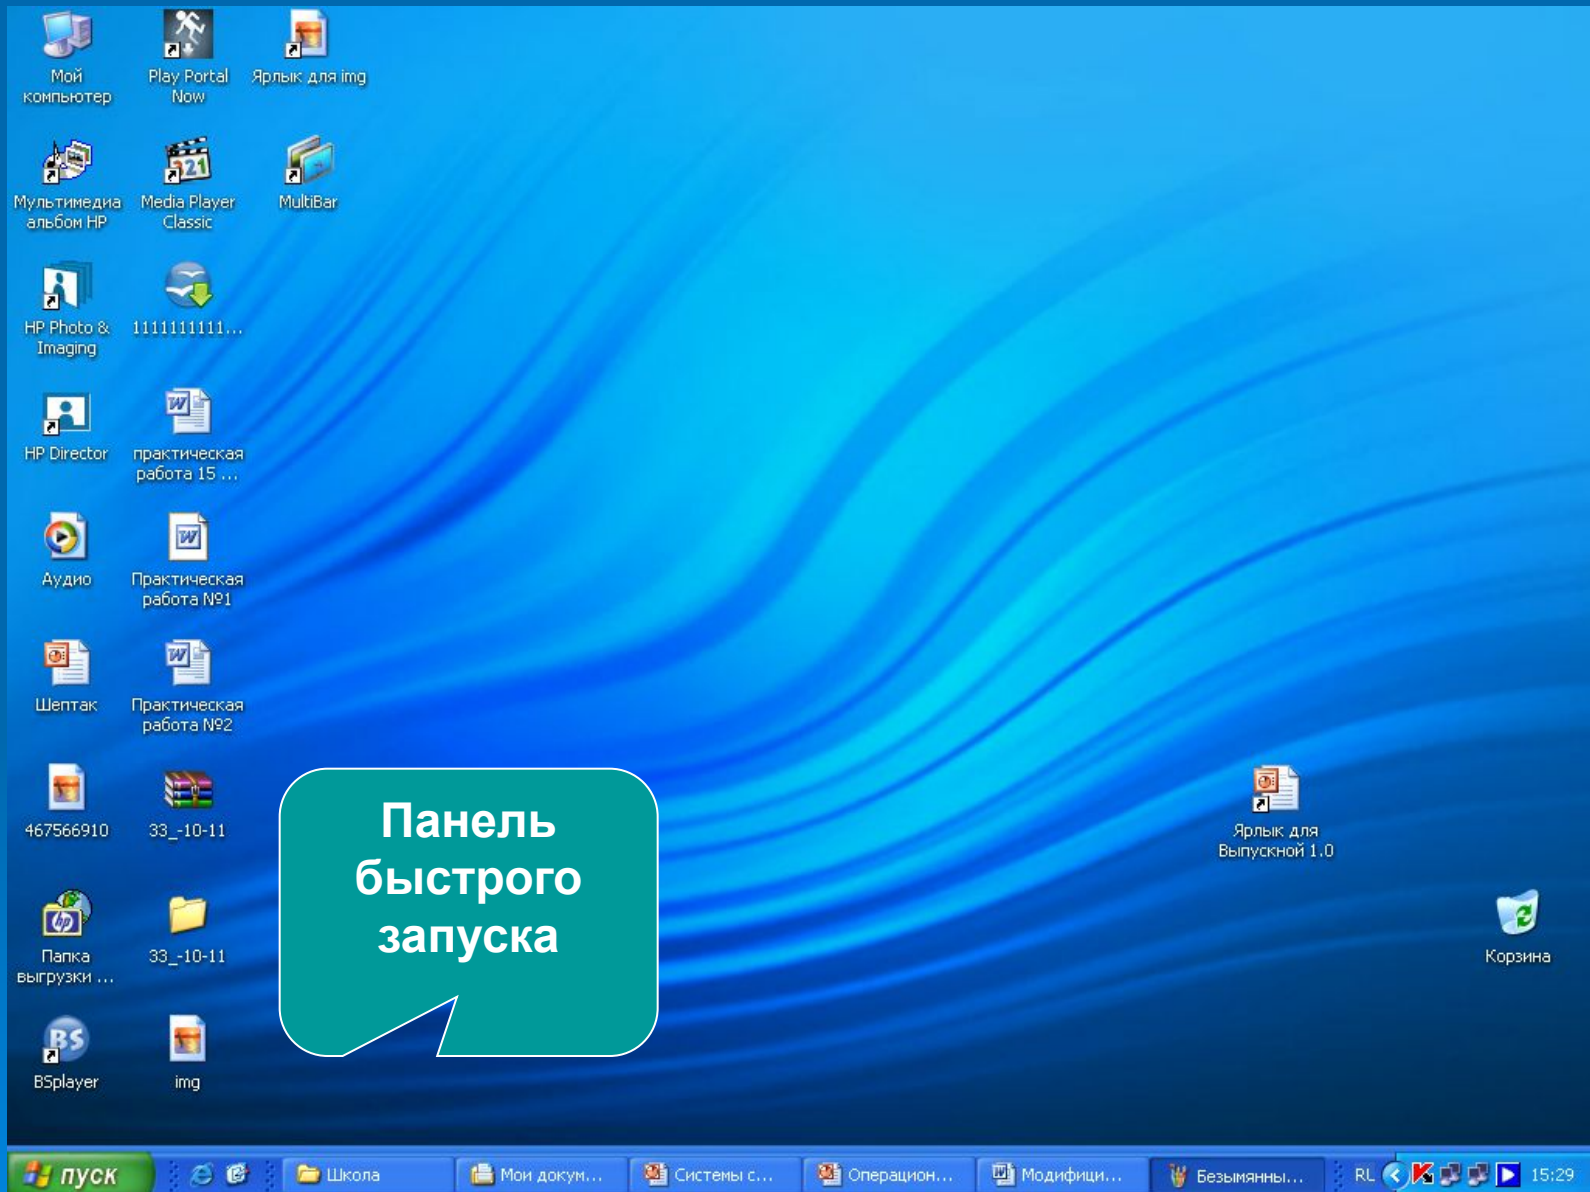 Мой
компьютер
Play Portal
Now
Ярлык для img
Мультимедиа
альбом HP
Media Player
Classic
MultiBar
HP Photo &
Imaging
1111111111...
HP Director
практическая
работа 15 ...
Аудио
Практическая
работа №1
Шептак
Практическая
работа №2
467566910
33_-10-11
Папка
выгрузки ...
33_-10-11
BSplayer
img
Панель
быстрого
запуска
Ярлык для
Выпускной 1.0
Корзина
пуск
Школа
Мои докум...
Системы с...
Операцион...
Модифици...
Безымянны...
RL
15:29